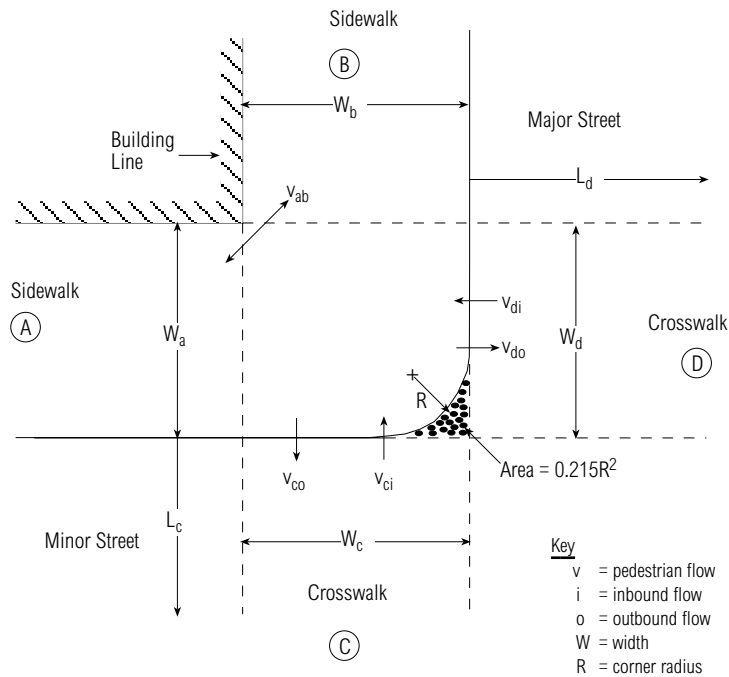 Sidewalk
B
W_b
Major Street
Building
Line
L_d
v_ab
Sidewalk
A
W_a
v_di
v_do
W_d
Crosswalk
D
R
Area = 0.215R²
v_co
v_ci
L_c
Minor Street
W_c
Crosswalk
C
Key
v = pedestrian flow
i = inbound flow
o = outbound flow
W = width
R = corner radius